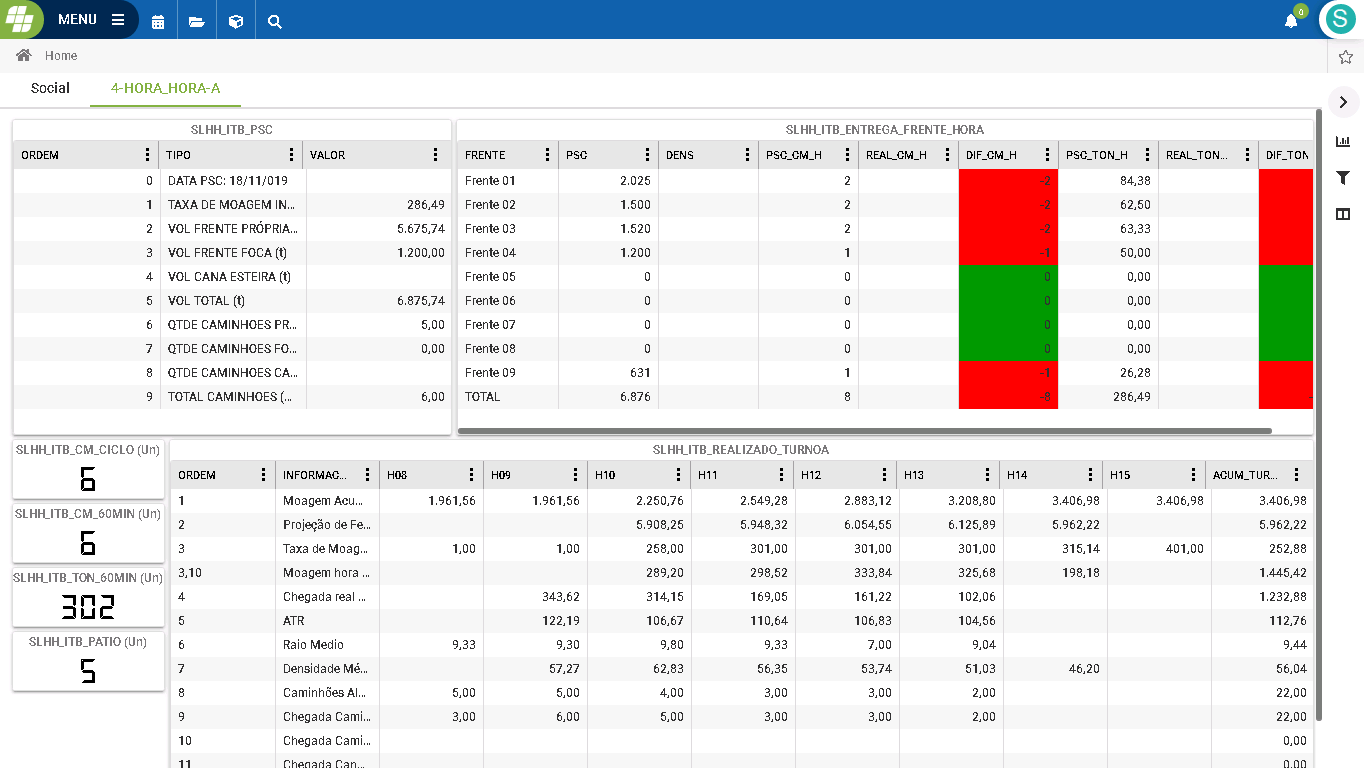 MENU
0
S
Home
Social 4-HORA_HORA-A
SLHH_ITB_PSC
ORDEM TIPO VALOR
0 DATA PSC: 18/11/019
1 TAXA DE MOAGEM IN... 286,49
2 VOL FRENTE PRÓPRIA... 5.675,74
3 VOL FRENTE FOCA (t) 1.200,00
4 VOL CANA ESTEIRA (t)
5 VOL TOTAL (t) 6.875,74
6 QTDE CAMINHOES PR... 5,00
7 QTDE CAMINHOES FO... 0,00
8 QTDE CAMINHOES CA...
9 TOTAL CAMINHOES (... 6,00
SLHH_ITB_ENTREGA_FRENTE_HORA
FRENTE PSC DENS PSC_CM_H REAL_CM_H DIF_CM_H PSC_TON_H REAL_TON... DIF_TON
Frente 01 2.025 2 -2 84,38
Frente 02 1.500 2 -2 62,50
Frente 03 1.520 2 -2 63,33
Frente 04 1.200 1 -1 50,00
Frente 05 0 0 0 0,00
Frente 06 0 0 0 0,00
Frente 07 0 0 0 0,00
Frente 08 0 0 0 0,00
Frente 09 631 1 -1 26,28
TOTAL 6.876 8 -8 286,49
SLHH_ITB_CM_CICLO (Un)
6
SLHH_ITB_CM_60MIN (Un)
6
SLHH_ITB_TON_60MIN (Un)
302
SLHH_ITB_PATIO (Un)
5
SLHH_ITB_REALIZADO_TURNOA
ORDEM INFORMAC... H08 H09 H10 H11 H12 H13 H14 H15 AGUM_TUR...
1 Moagem Acu... 1.961,56 1.961,56 2.250,76 2.549,28 2.883,12 3.208,80 3.406,98 3.406,98 3.406,98
2 Projeção de Fe... 5.908,25 5.948,32 6.054,55 6.125,89 5.962,22 5.962,22
3 Taxa de Moag... 1,00 1,00 258,00 301,00 301,00 301,00 315,14 401,00 252,88
3,10 Moagem hora ... 289,20 298,52 333,84 325,68 198,18 1.445,42
4 Chegada real ... 343,62 314,15 169,05 161,22 102,06 1.232,88
5 ATR 122,19 106,67 110,64 106,83 104,56 112,76
6 Raio Medio 9,33 9,30 9,80 9,33 7,00 9,04 9,44
7 Densidade Mé... 57,27 62,83 56,35 53,74 51,03 46,20 56,04
8 Caminhões Al... 5,00 5,00 4,00 3,00 3,00 2,00 22,00
9 Chegada Cami... 3,00 6,00 5,00 3,00 3,00 2,00 22,00
10 Chegada Cami... 0,00
11 Chegada Can... 0,00